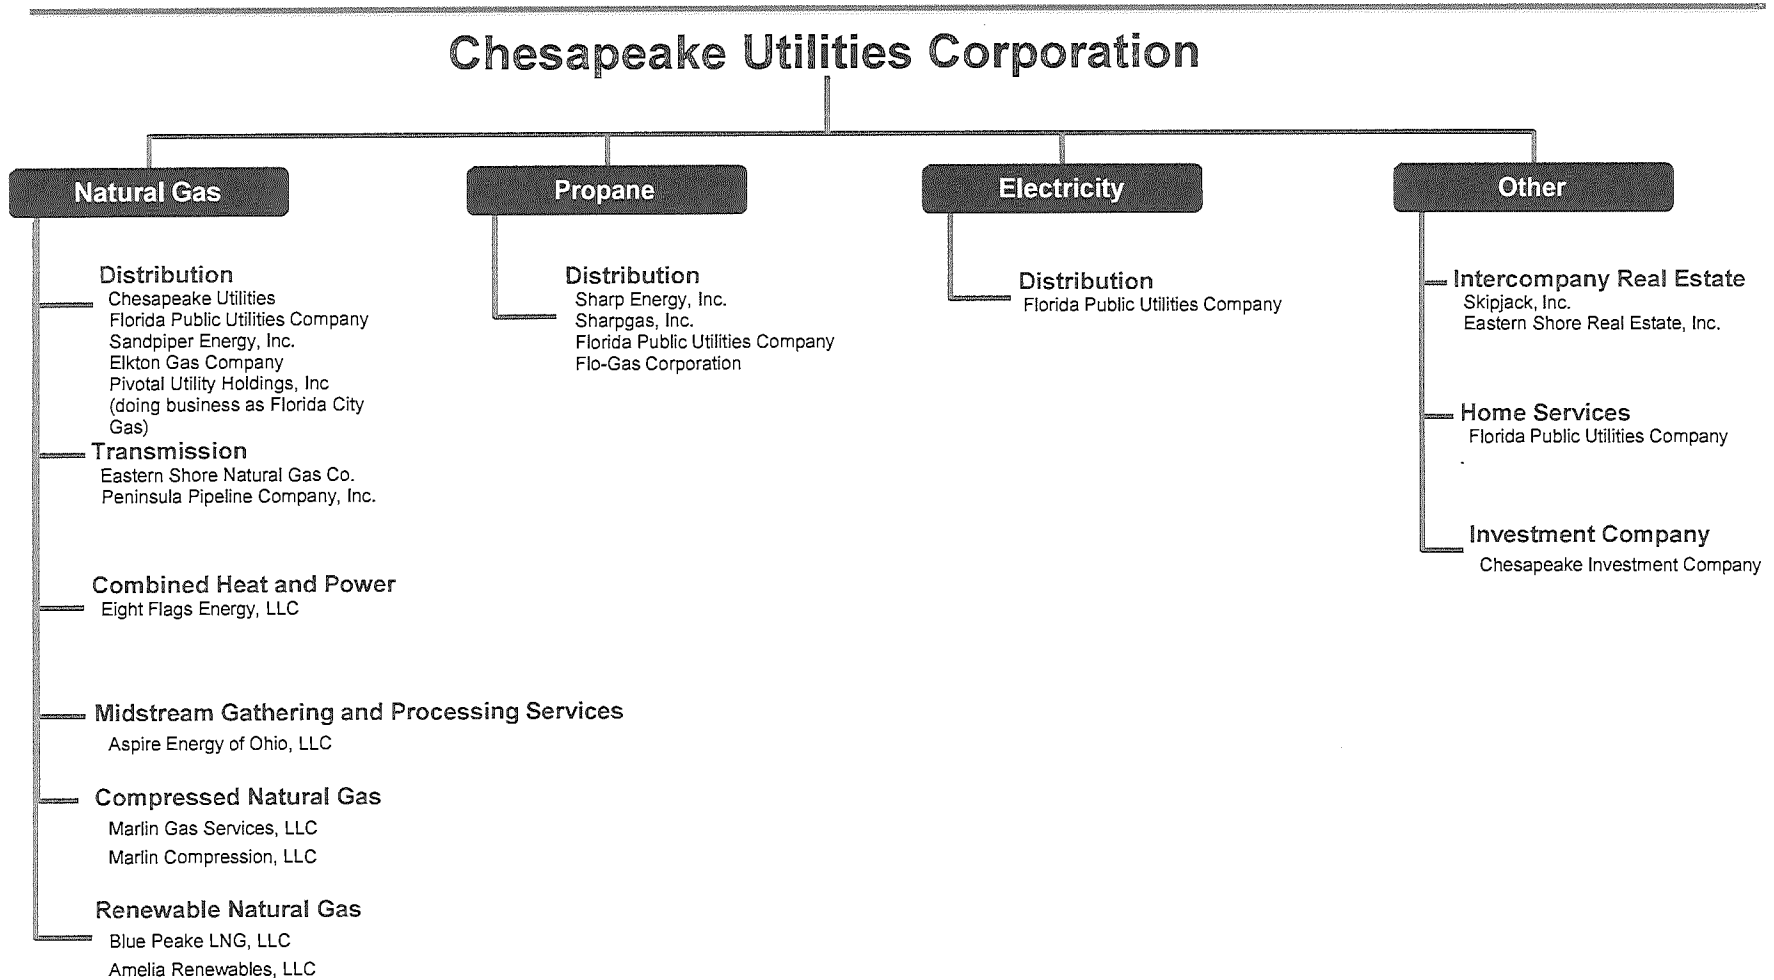 Chesapeake Utilities Corporation
Natural Gas
Distribution
Chesapeake Utilities
Florida Public Utilities Company
Sandpiper Energy, Inc.
Elkton Gas Company
Pivotal Utility Holdings, Inc
(doing business as Florida City
Gas)
Transmission
Eastern Shore Natural Gas Co.
Peninsula Pipeline Company, Inc.
Combined Heat and Power
Eight Flags Energy, LLC
Midstream Gathering and Processing Services
Aspire Energy of Ohio, LLC
Compressed Natural Gas
Marlin Gas Services, LLC
Marlin Compression, LLC
Renewable Natural Gas
Blue Peake LNG, LLC
Amelia Renewables, LLC
Propane
Distribution
Sharp Energy, Inc.
Sharpgas, Inc.
Florida Public Utilities Company
Flo-Gas Corporation
Electricity
Distribution
Florida Public Utilities Company
Other
Intercompany Real Estate
Skipjack, Inc.
Eastern Shore Real Estate, Inc.
Home Services
Florida Public Utilities Company
Investment Company
Chesapeake Investment Company